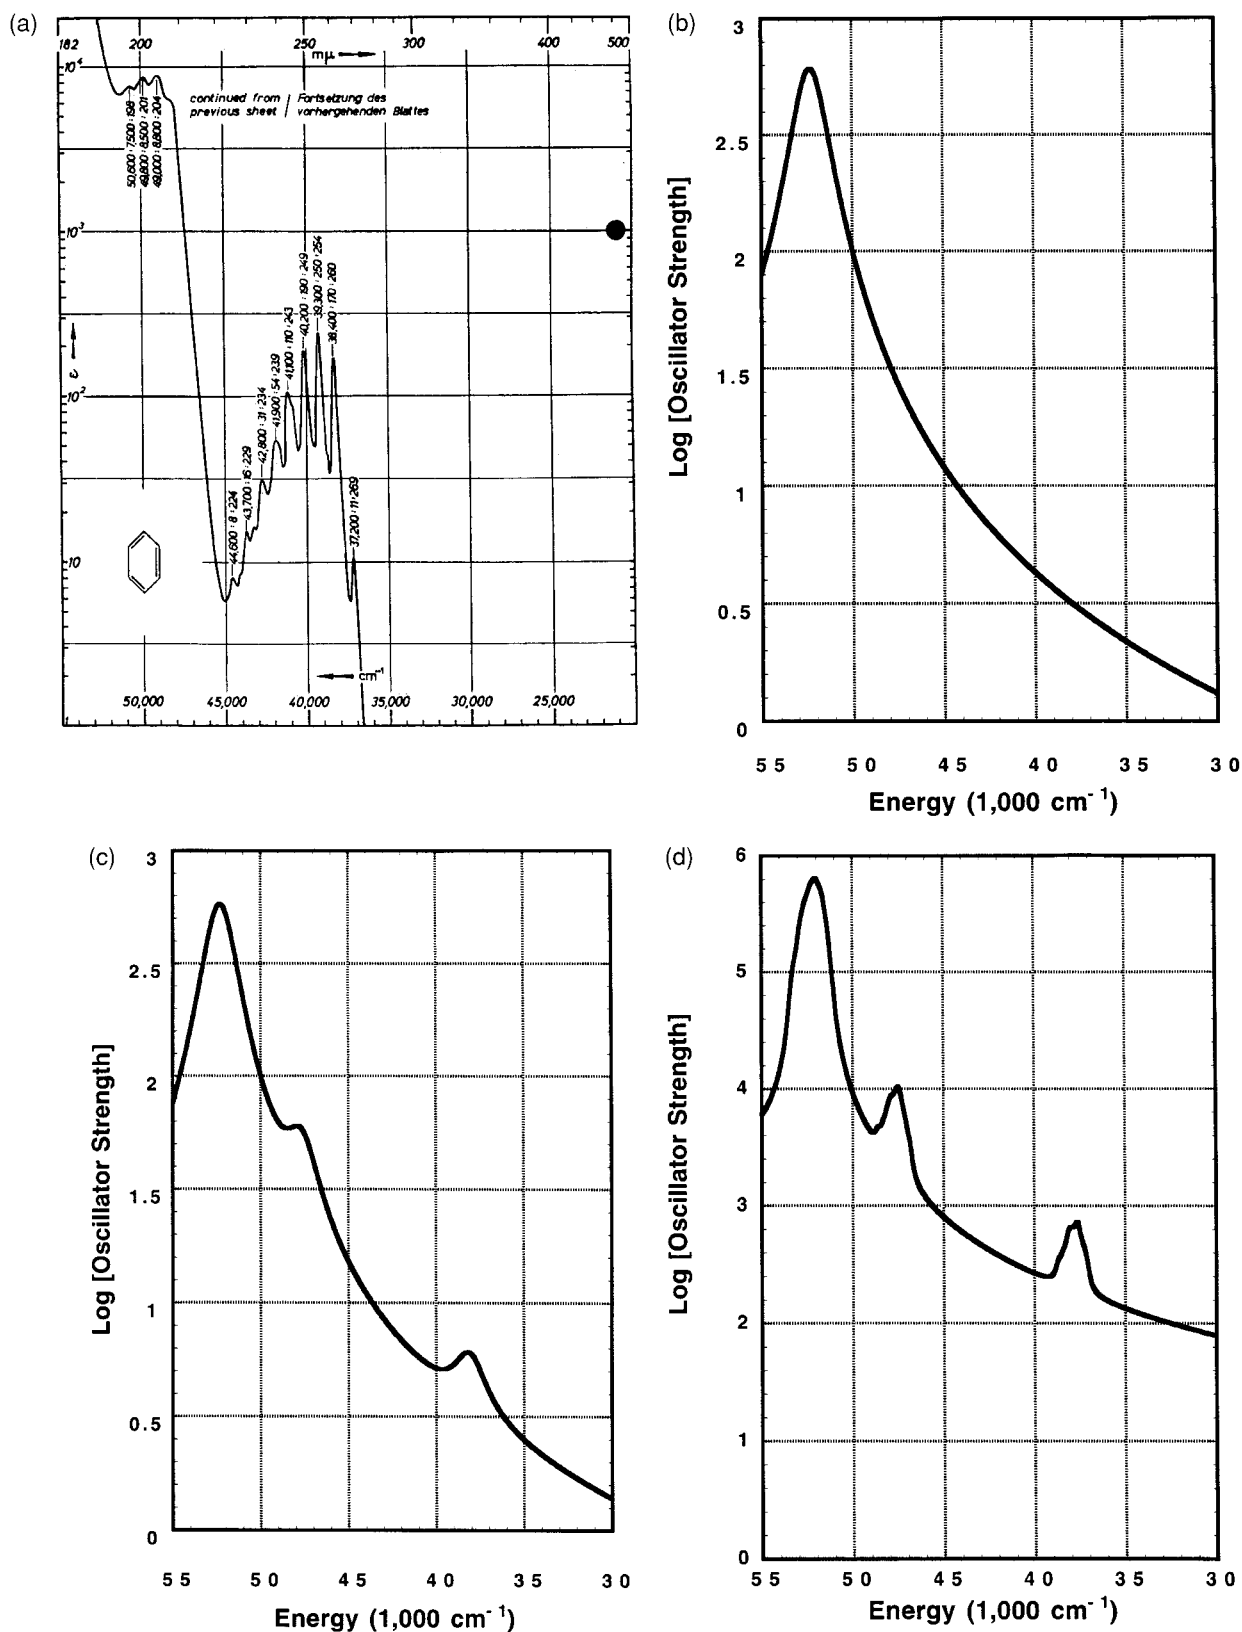 (a)
182 200 250 300 400 500
mμ
10⁴
continued from / Fortsetzung des
previous sheet / vorhergehenden Blattes
50,600:7,500:198
49,800:8,500:201
49,000:8,800:204
10³
ε
10²
10
44,600:8:224
43,700:16:229
42,800:31:234
41,900:54:239
41,100:110:243
40,200:190:249
39,300:250:254
38,400:170:260
37,200:11:269
cm⁻¹
50,000 45,000 40,000 35,000 30,000 25,000
(b)
Log [Oscillator Strength]
3
2.5
2
1.5
1
0.5
0
55 50 45 40 35 30
Energy (1,000 cm⁻¹)
(c)
Log [Oscillator Strength]
3
2.5
2
1.5
1
0.5
0
55 50 45 40 35 30
Energy (1,000 cm⁻¹)
(d)
Log [Oscillator Strength]
6
5
4
3
2
1
0
55 50 45 40 35 30
Energy (1,000 cm⁻¹)